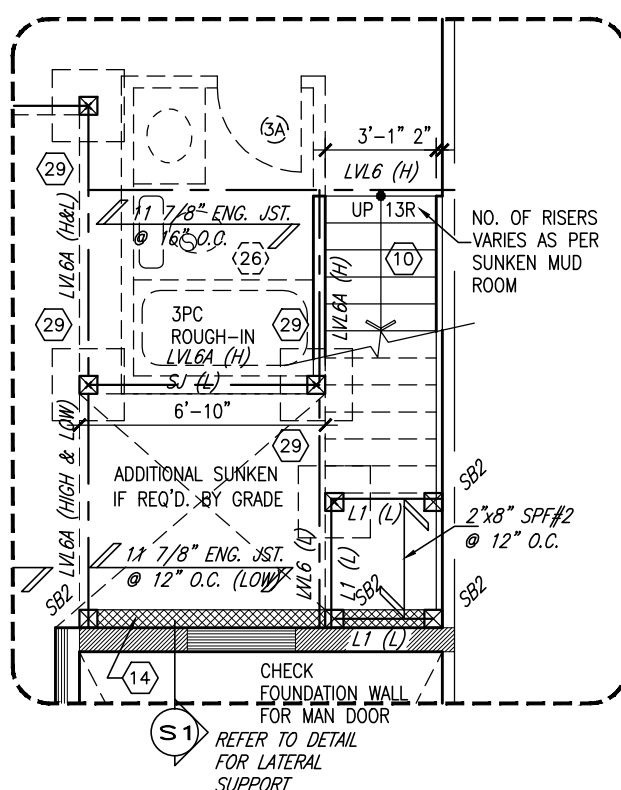 3A
3'-1" 2"
LVL6 (H)
29
LVL6A (H&L)
11 7/8" ENG. JST.
@ 16" O.C.
S
26
UP 13R
10
NO. OF RISERS
VARIES AS PER
SUNKEN MUD
ROOM
29
3PC
ROUGH-IN
LVL6A (H)
29
LVL6A (H)
SJ (L)
6'-10"
29
LVL6A (HIGH & LOW)
ADDITIONAL SUNKEN
IF REQ'D. BY GRADE
SB2
L1 (L)
2"x8" SPF#2
@ 12" O.C.
11 7/8" ENG. JST.
@ 12" O.C. (LOW)
LVL6 (L)
L1 (L)
SB2
SB2
SB2
L1 (L)
14
CHECK
FOUNDATION WALL
FOR MAN DOOR
S1
REFER TO DETAIL
FOR LATERAL
SUPPORT